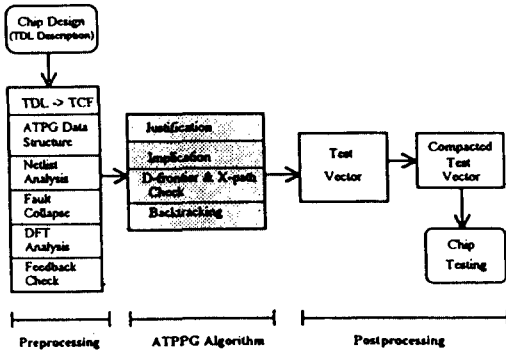 Chip Design
(TDL Description)
TDL -> TCF
ATPG Data
Structure
Netlist
Analysis
Fault
Collapse
DFT
Analysis
Feedback
Check
Justification
Implication
D-frontier & X-path
Check
Backtracking
Test
Vector
Compacted
Test
Vector
Chip
Testing
Preprocessing
ATPPG Algorithm
Postprocessing